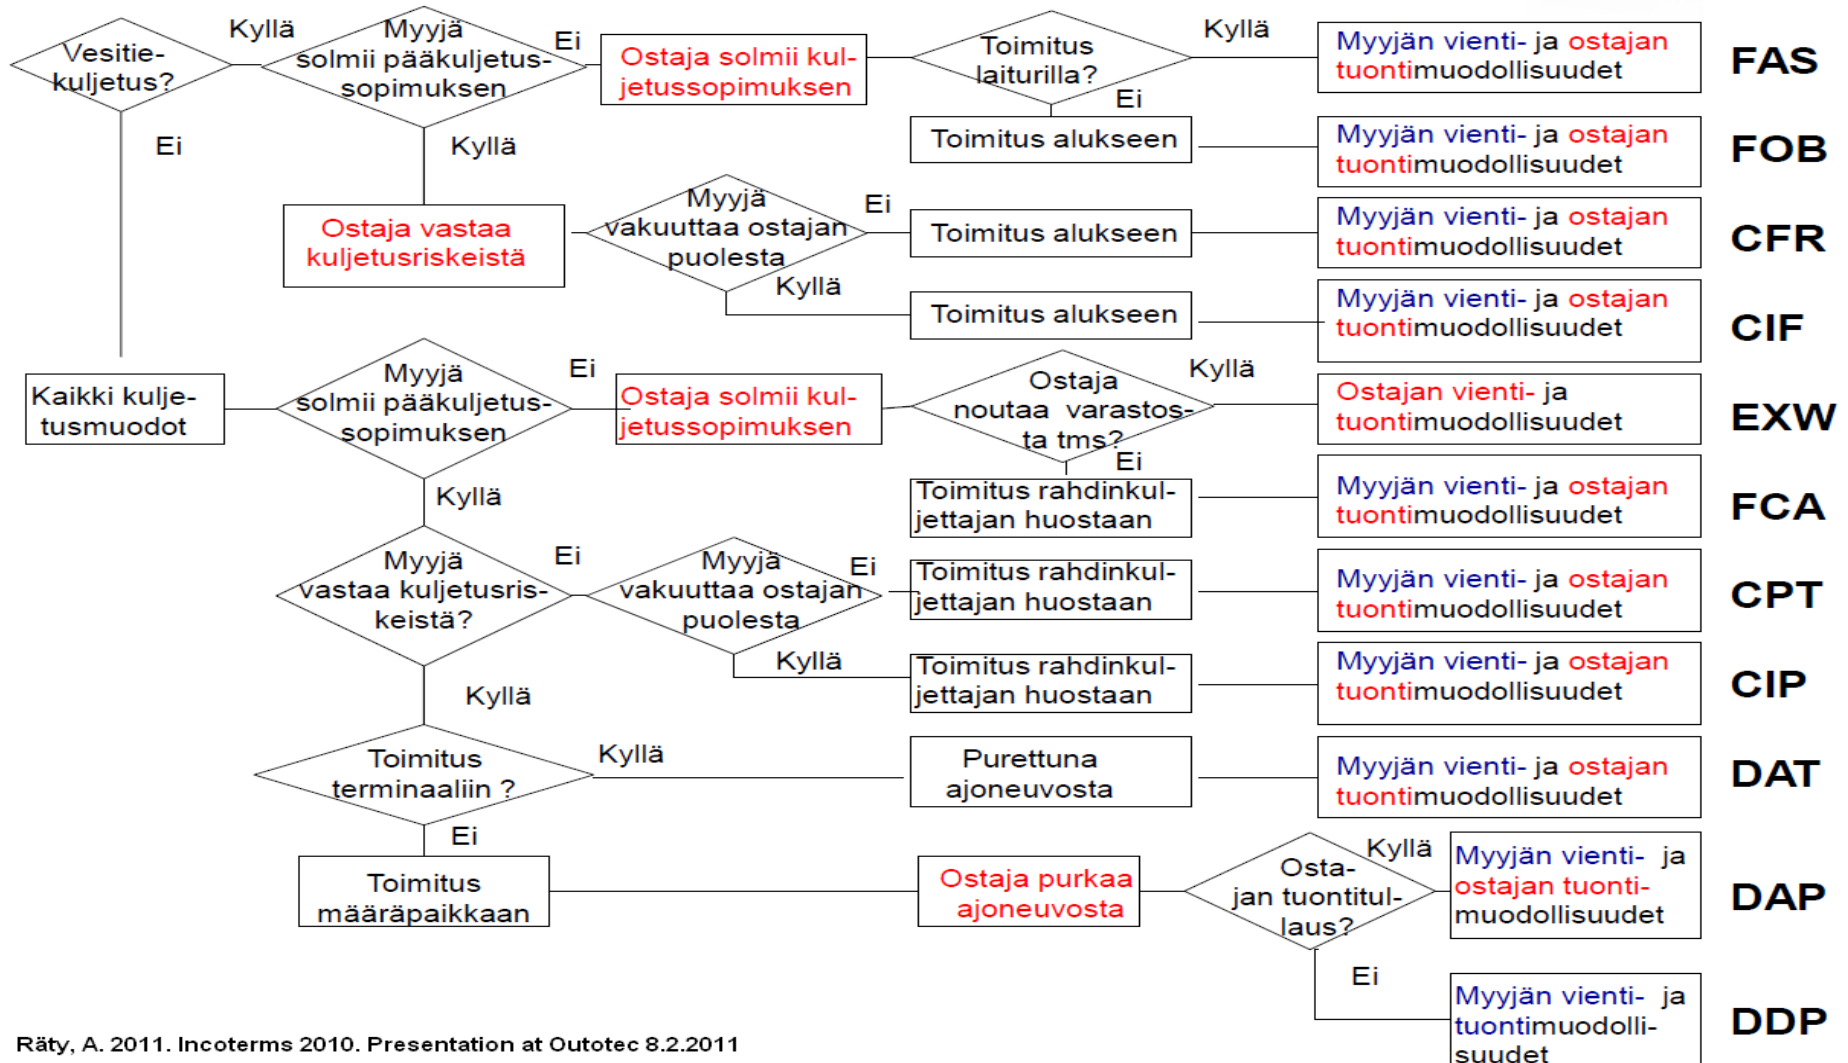 Vesitie-
kuljetus?
Kyllä
Myyjä
solmii pääkuljetus-
sopimuksen
Ei
Ostaja solmii kul-
jetussopimuksen
Toimitus
laiturilla?
Kyllä
Myyjän vienti- ja ostajan
tuontimuodollisuudet
FAS
Ei
Toimitus alukseen
Myyjän vienti- ja ostajan
tuontimuodollisuudet
FOB
Ei
Kyllä
Ostaja vastaa
kuljetusriskeistä
Myyjä
vakuuttaa ostajan
puolesta
Ei
Toimitus alukseen
Myyjän vienti- ja ostajan
tuontimuodollisuudet
CFR
Kyllä
Toimitus alukseen
Myyjän vienti- ja ostajan
tuontimuodollisuudet
CIF
Kaikki kulje-
tusmuodot
Myyjä
solmii pääkuljetus-
sopimuksen
Ei
Ostaja solmii kul-
jetussopimuksen
Ostaja
noutaa varastos-
ta tms?
Kyllä
Ostajan vienti- ja
tuontimuodollisuudet
EXW
Ei
Toimitus rahdinkul-
jettajan huostaan
Myyjän vienti- ja ostajan
tuontimuodollisuudet
FCA
Kyllä
Myyjä
vastaa kuljetusris-
keistä?
Ei
Myyjä
vakuuttaa ostajan
puolesta
Ei
Toimitus rahdinkul-
jettajan huostaan
Myyjän vienti- ja ostajan
tuontimuodollisuudet
CPT
Kyllä
Toimitus rahdinkul-
jettajan huostaan
Myyjän vienti- ja ostajan
tuontimuodollisuudet
CIP
Kyllä
Toimitus
terminaaliin ?
Kyllä
Purettuna
ajoneuvosta
Myyjän vienti- ja ostajan
tuontimuodollisuudet
DAT
Ei
Toimitus
määräpaikkaan
Ostaja purkaa
ajoneuvosta
Osta-
jan tuontitul-
laus?
Kyllä
Myyjän vienti- ja
ostajan tuonti-
muodollisuudet
DAP
Ei
Myyjän vienti- ja
tuontimuodolli-
suudet
DDP
Räty, A. 2011. Incoterms 2010. Presentation at Outotec 8.2.2011